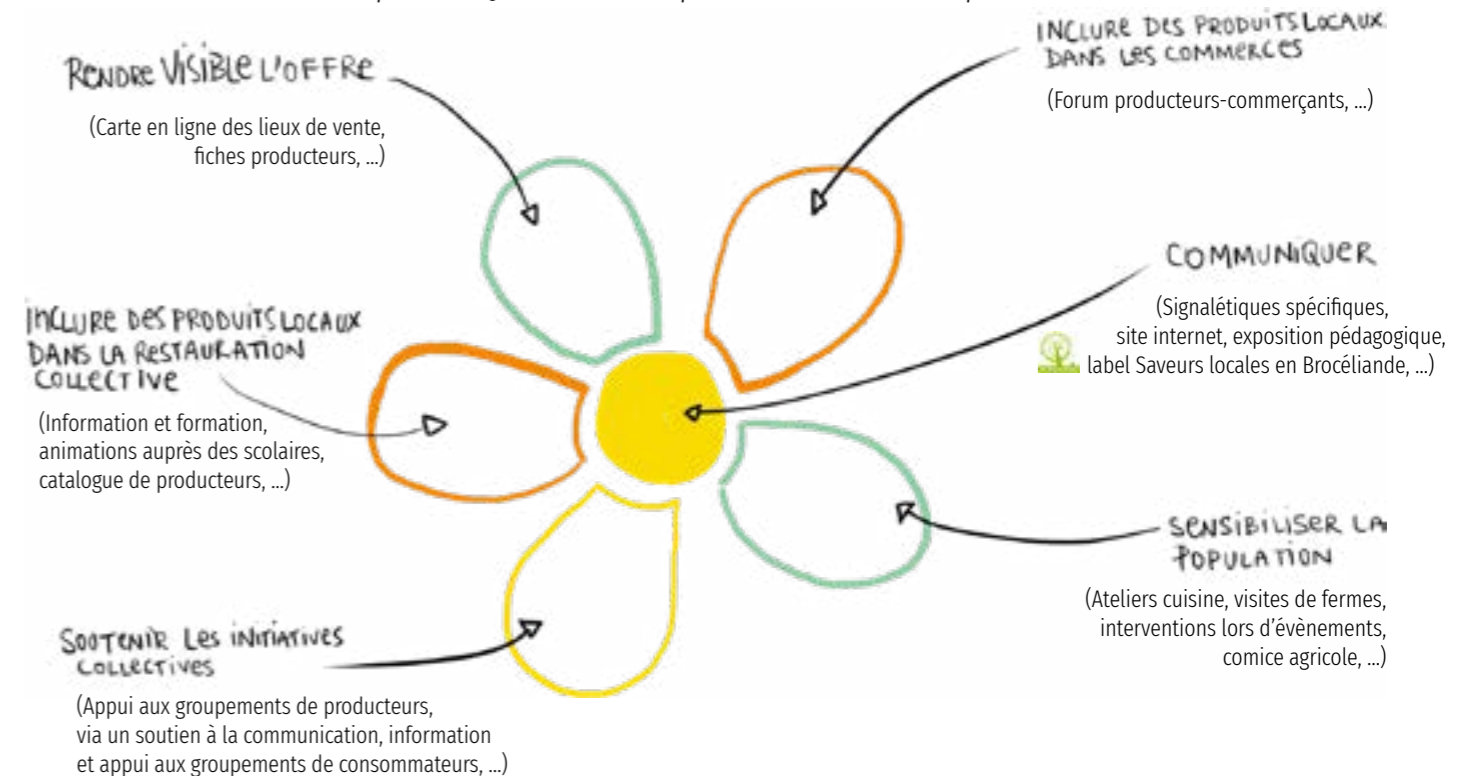 RENDRE VISIBLE L'OFFRE
(Carte en ligne des lieux de vente,
fiches producteurs, ...)
INCLURE DES PRODUITS LOCAUX
DANS LES COMMERCES
(Forum producteurs-commerçants, ...)
COMMUNIQUER
(Signalétiques spécifiques,
site internet, exposition pédagogique,
label Saveurs locales en Brocéliande, ...)
INCLURE DES PRODUITS LOCAUX
DANS LA RESTAURATION
COLLECTIVE
(Information et formation,
animations auprès des scolaires,
catalogue de producteurs, ...)
SENSIBILISER LA
POPULATION
(Ateliers cuisine, visites de fermes,
interventions lors d'évènements,
comice agricole, ...)
SOUTENIR LES INITIATIVES
COLLECTIVES
(Appui aux groupements de producteurs,
via un soutien à la communication, information
et appui aux groupements de consommateurs, ...)